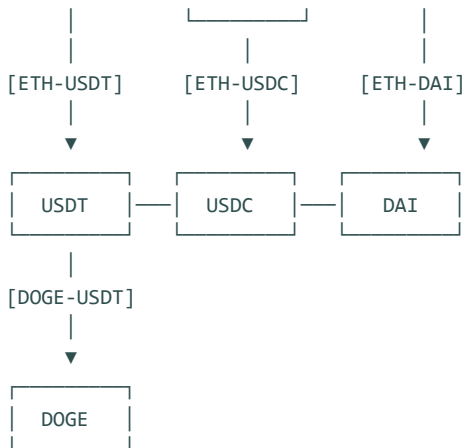 [ETH-USDT] [ETH-USDC] [ETH-DAI]
USDT USDC DAI
[DOGE-USDT]
DOGE